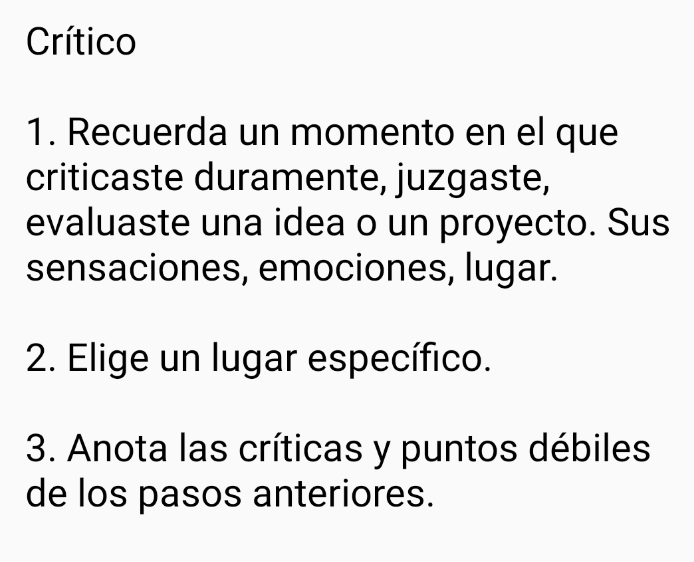 Crítico
1. Recuerda un momento en el que
criticaste duramente, juzgaste,
evaluaste una idea o un proyecto. Sus
sensaciones, emociones, lugar.
2. Elige un lugar específico.
3. Anota las críticas y puntos débiles
de los pasos anteriores.